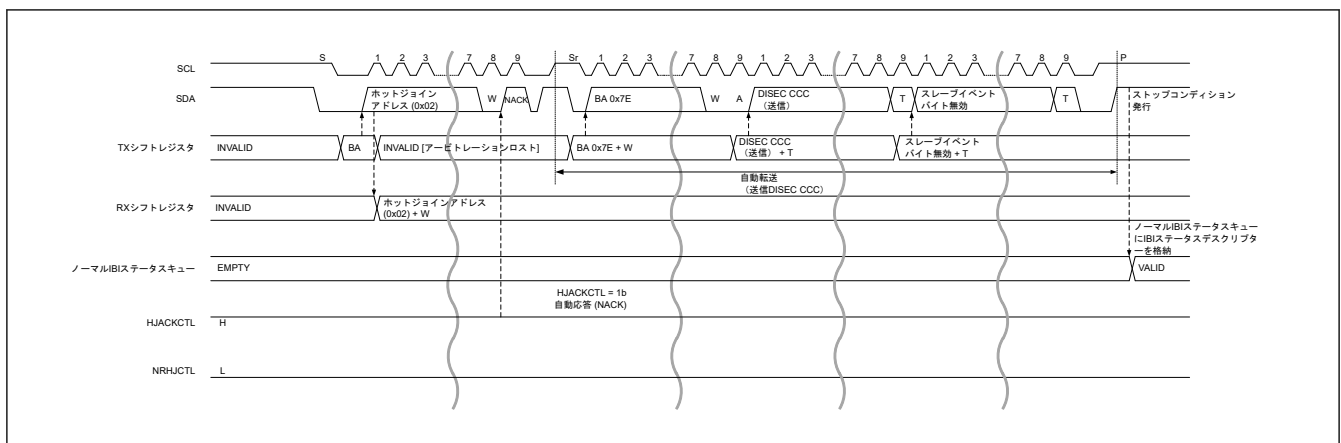 S 1 2 3 7 8 9 Sr 1 2 3 7 8 9 1 2 3 7 8 9 1 2 3 7 8 9 P
SCL
SDA
ホットジョイン
アドレス (0x02)
W
NACK
BA 0x7E
W
A
DISEC CCC
（送信）
T
スレーブイベント
バイト無効
T
ストップコンディション
発行
TXシフトレジスタ
INVALID
BA
INVALID [アービトレーションロスト]
BA 0x7E + W
DISEC CCC
（送信） + T
スレーブイベント
バイト無効 + T
自動転送
（送信DISEC CCC）
RXシフトレジスタ
INVALID
ホットジョインアドレス
(0x02) + W
ノーマルIBIステータスキュー
にIBIステータスデスクリプタ
ーを格納
ノーマルIBIステータスキュー
EMPTY
VALID
HJACKCTL = 1b
自動応答 (NACK)
HJACKCTL
H
NRHJCTL
L